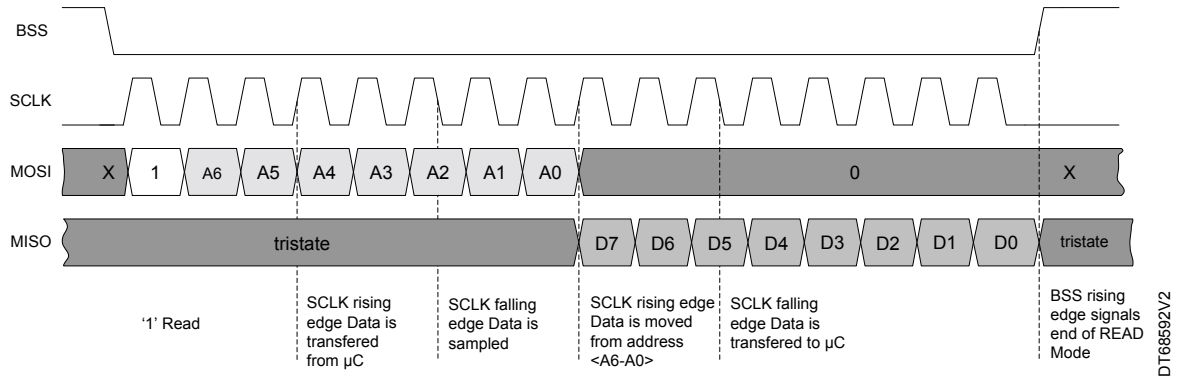 BSS
SCLK
MOSI X 1 A6 A5 A4 A3 A2 A1 A0 0 X
MISO tristate D7 D6 D5 D4 D3 D2 D1 D0 tristate
‘1’ Read
SCLK rising
edge Data is
transfered
from µC
SCLK falling
edge Data is
sampled
SCLK rising edge
Data is moved
from address
<A6-A0>
SCLK falling
edge Data is
transfered to µC
BSS rising
edge signals
end of READ
Mode
DT68592V2